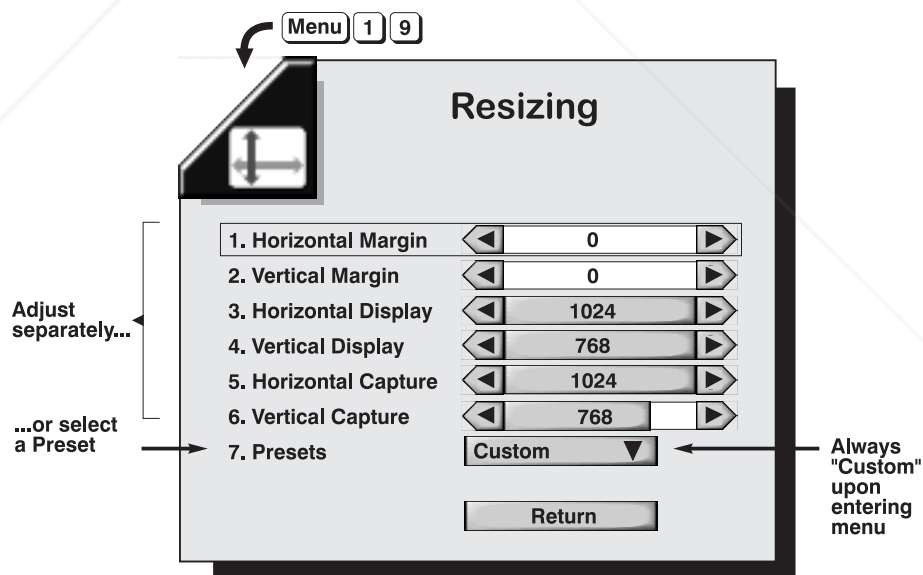 Menu 1 9
Resizing
1. Horizontal Margin 0
2. Vertical Margin 0
3. Horizontal Display 1024
4. Vertical Display 768
5. Horizontal Capture 1024
6. Vertical Capture 768
7. Presets Custom
Return
Adjust
separately...
...or select
a Preset
Always
"Custom"
upon
entering
menu